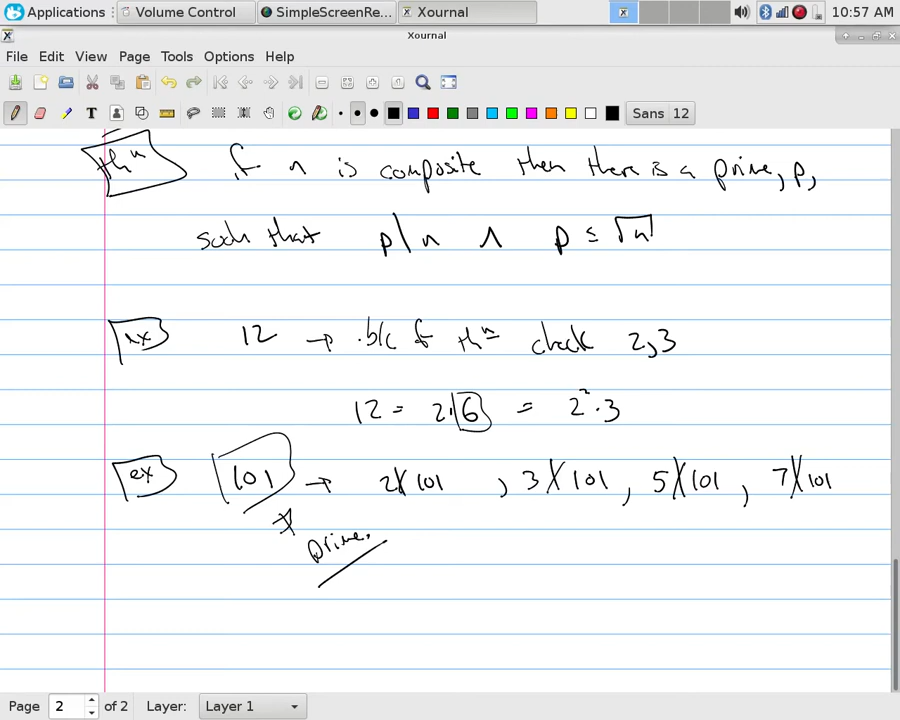 Applications Volume Control SimpleScreenRe... Xournal 10:57 AM
Xournal
File Edit View Page Tools Options Help
Sans 12
thⁿ If n is composite then there is a prime, p,
such that p|n ∧ p ≤ √n
ex 12 → b/c of thⁿ check 2,3
12 = 2·6 = 2²·3
ex 101 → 2∤101 , 3∤101 , 5∤101 , 7∤101
prime.
Page 2 of 2 Layer: Layer 1